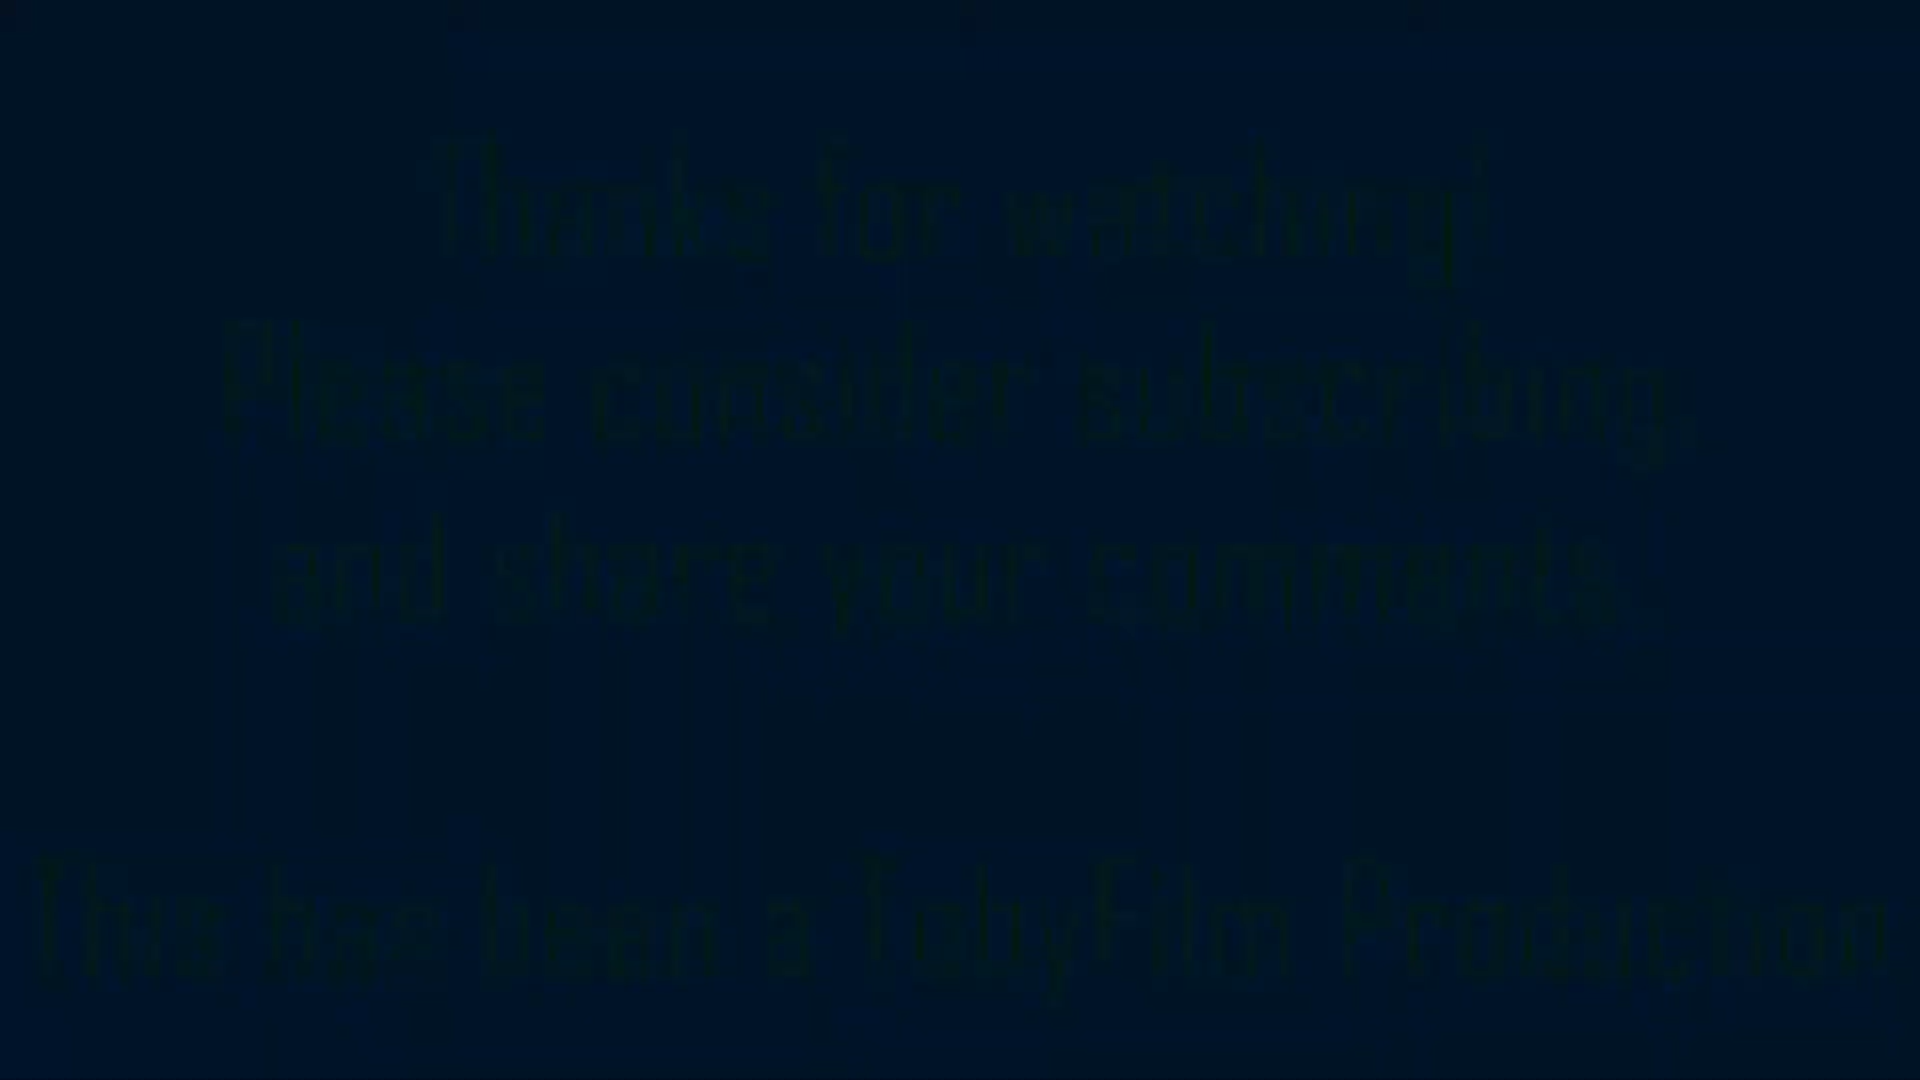 Thanks for watching!
Please consider subscribing,
and share your comments.
This has been a TobyFilm Production